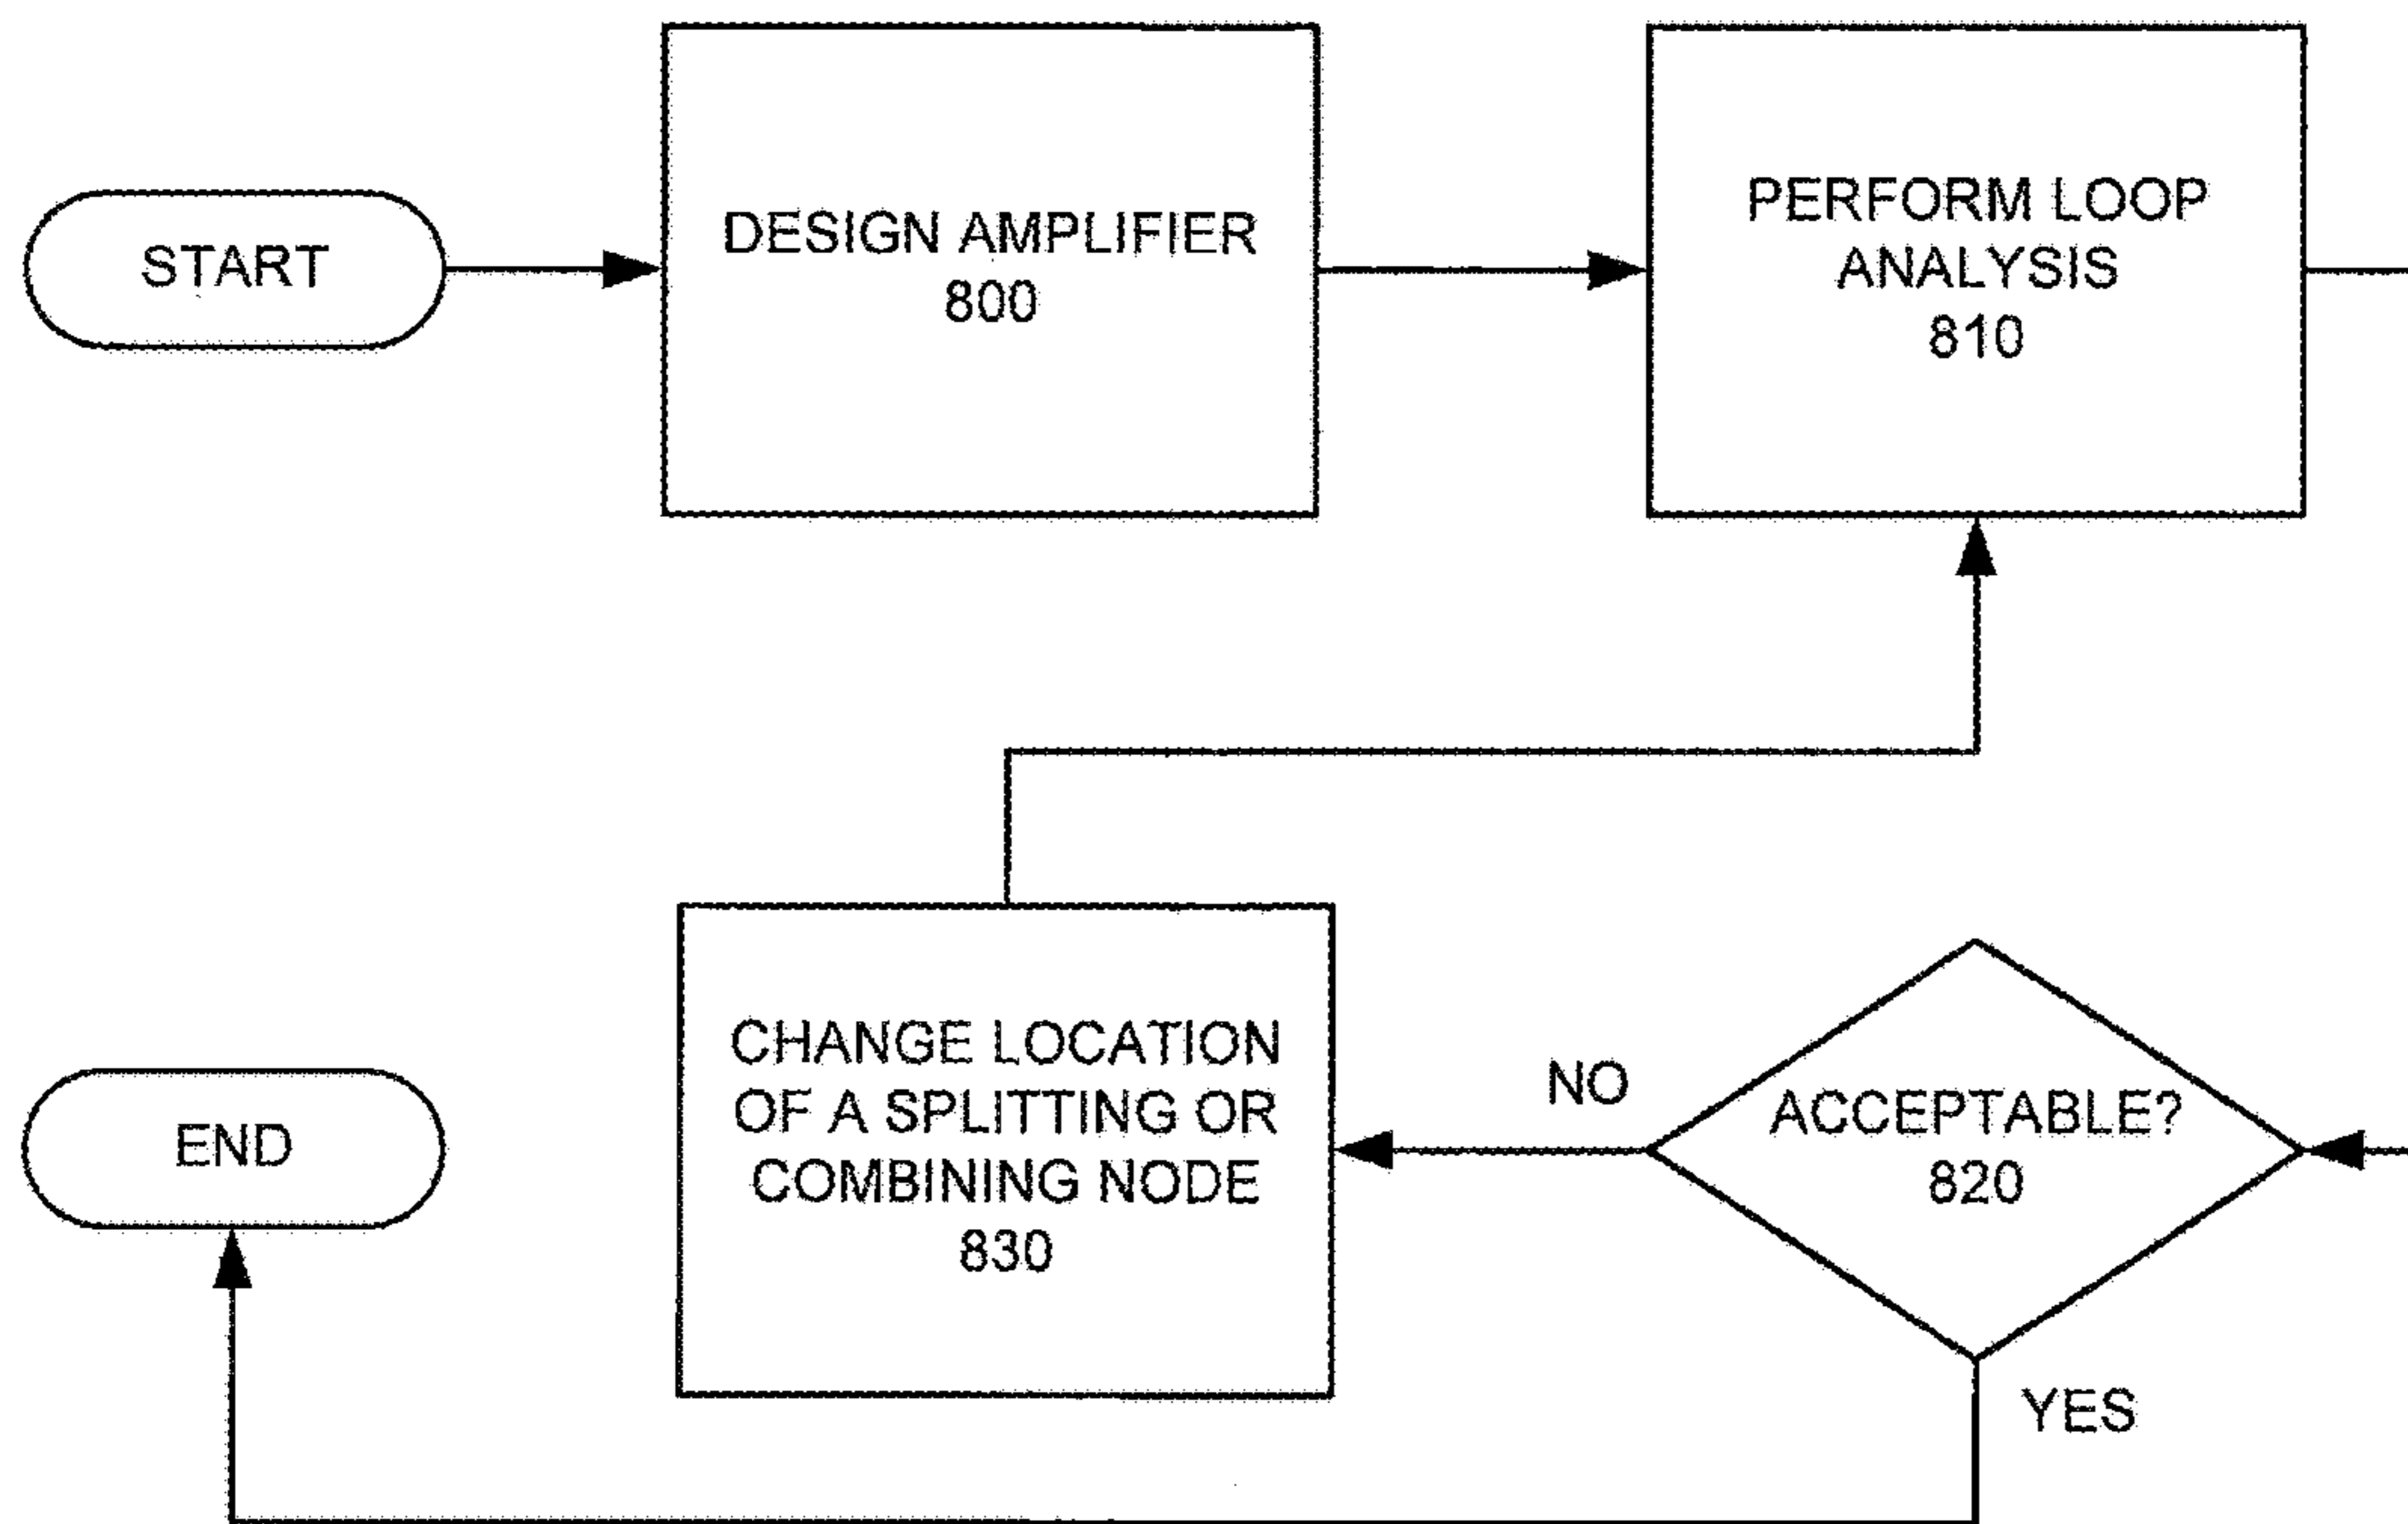 START
DESIGN AMPLIFIER
800
PERFORM LOOP
ANALYSIS
810
END
CHANGE LOCATION
OF A SPLITTING OR
COMBINING NODE
830
NO
ACCEPTABLE?
820
YES